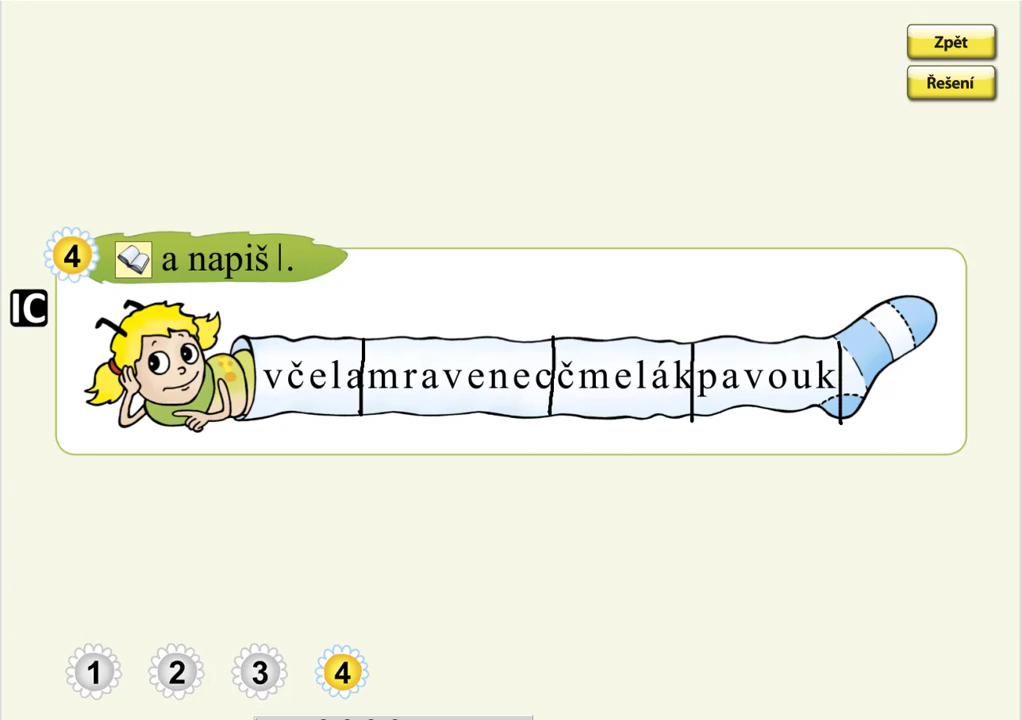 Zpět
Řešení
4 a napiš |.
IC
včelamravenecčmelákpavouk
1 2 3 4